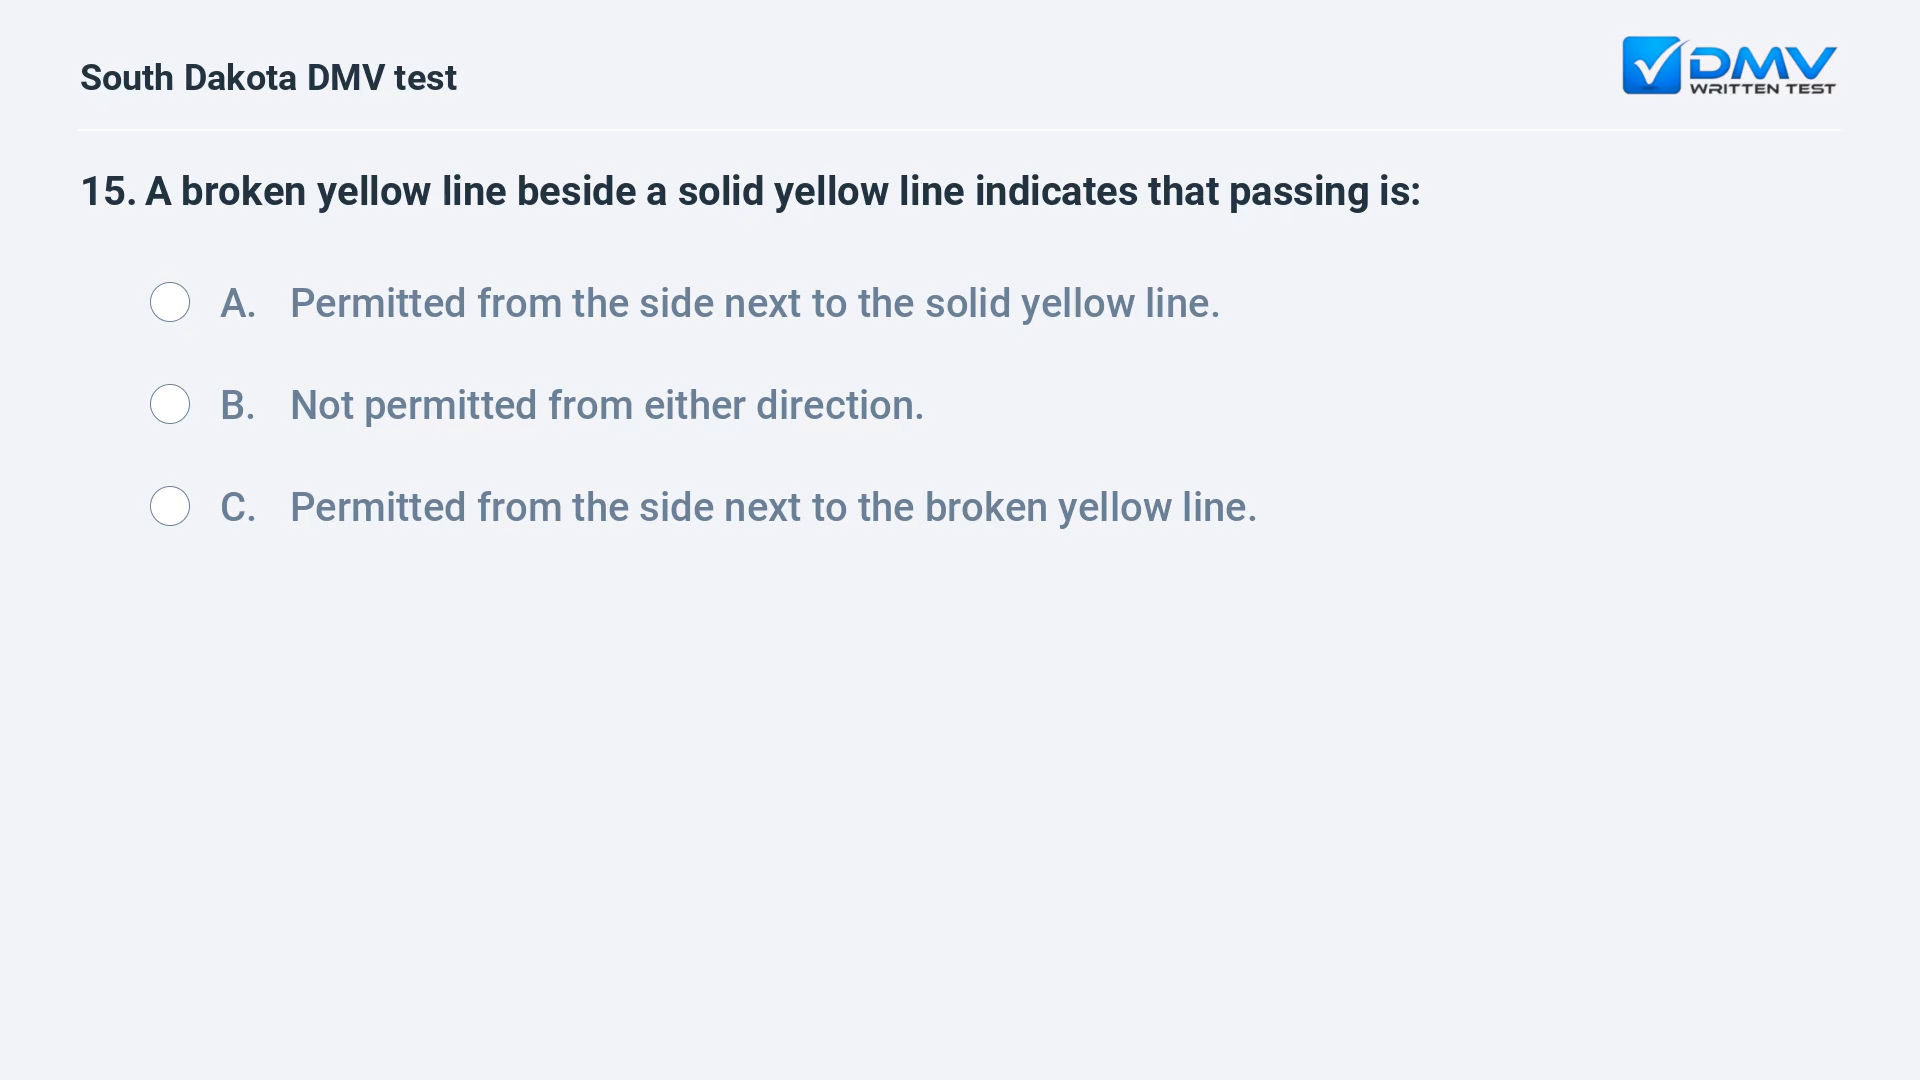 South Dakota DMV test
DMV
WRITTEN TEST
15. A broken yellow line beside a solid yellow line indicates that passing is:
A. Permitted from the side next to the solid yellow line.
B. Not permitted from either direction.
C. Permitted from the side next to the broken yellow line.